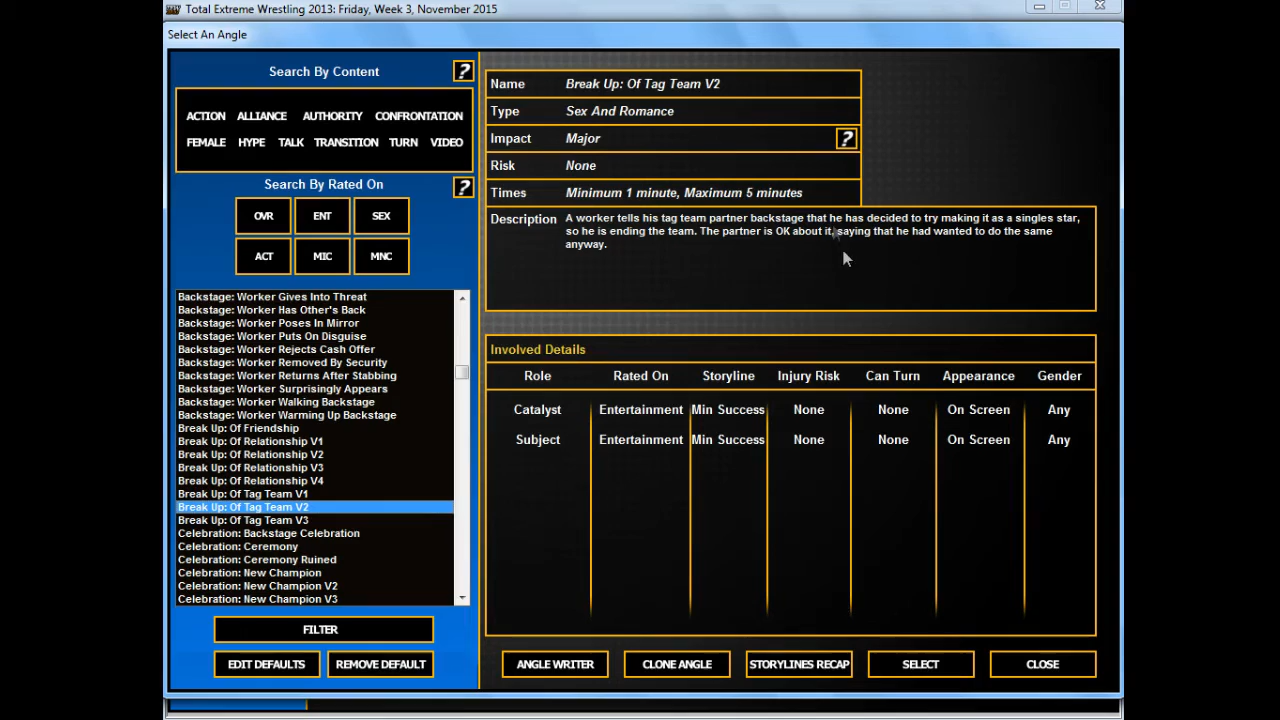 Total Extreme Wrestling 2013: Friday, Week 3, November 2015
Select An Angle
Search By Content
?
ACTION ALLIANCE AUTHORITY CONFRONTATION
FEMALE HYPE TALK TRANSITION TURN VIDEO
Search By Rated On
?
OVR ENT SEX
ACT MIC MNC
Backstage: Worker Gives Into Threat
Backstage: Worker Has Other's Back
Backstage: Worker Poses In Mirror
Backstage: Worker Puts On Disguise
Backstage: Worker Rejects Cash Offer
Backstage: Worker Removed By Security
Backstage: Worker Returns After Stabbing
Backstage: Worker Surprisingly Appears
Backstage: Worker Walking Backstage
Backstage: Worker Warming Up Backstage
Break Up: Of Friendship
Break Up: Of Relationship V1
Break Up: Of Relationship V2
Break Up: Of Relationship V3
Break Up: Of Relationship V4
Break Up: Of Tag Team V1
Break Up: Of Tag Team V2
Break Up: Of Tag Team V3
Celebration: Backstage Celebration
Celebration: Ceremony
Celebration: Ceremony Ruined
Celebration: New Champion
Celebration: New Champion V2
Celebration: New Champion V3
FILTER
EDIT DEFAULTS REMOVE DEFAULT
Name Break Up: Of Tag Team V2
Type Sex And Romance
Impact Major ?
Risk None
Times Minimum 1 minute, Maximum 5 minutes
Description A worker tells his tag team partner backstage that he has decided to try making it as a singles star,
so he is ending the team. The partner is OK about it, saying that he had wanted to do the same
anyway.
Involved Details
Role Rated On Storyline Injury Risk Can Turn Appearance Gender
Catalyst Entertainment Min Success None None On Screen Any
Subject Entertainment Min Success None None On Screen Any
ANGLE WRITER CLONE ANGLE STORYLINES RECAP SELECT CLOSE